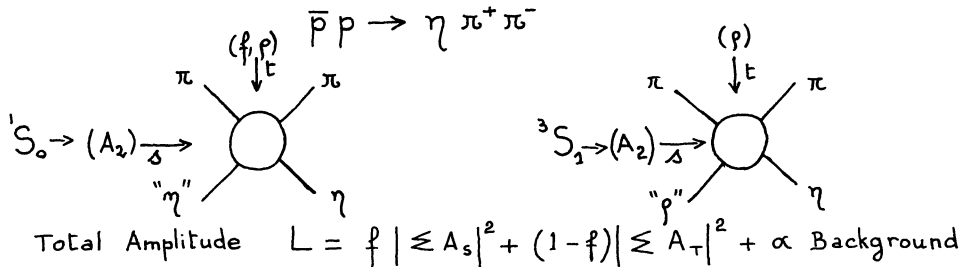 p̄ p → η π⁺ π⁻
(f, ρ) (ρ)
t t
π π π π
¹S₀ → (A₂) s ³S₁ → (A₂) s
"η" η "ρ" η
Total Amplitude L = f |Σ A_s|² + (1-f)|Σ A_T|² + α Background